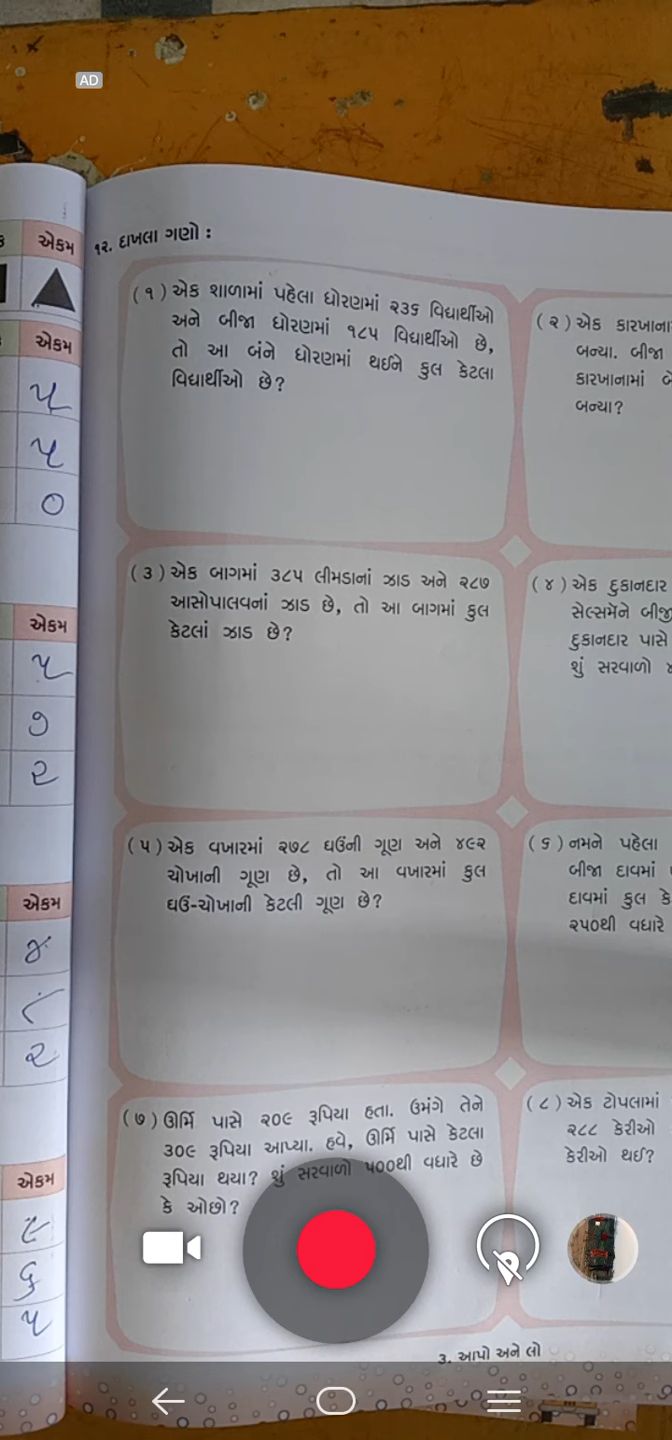 AD
એકમ
૧૨. દાખલા ગણો :
(૧) એક શાળામાં પહેલા ધોરણમાં ૨૩૬ વિદ્યાર્થીઓ
અને બીજા ધોરણમાં ૧૮૫ વિદ્યાર્થીઓ છે,
તો આ બંને ધોરણમાં થઈને કુલ કેટલા
વિદ્યાર્થીઓ છે?
(૨) એક કારખાના
બન્યા. બીજા
કારખાનામાં
બન્યા?
એકમ
૫
૫
૦
(૩) એક બાગમાં ૩૮૫ લીમડાનાં ઝાડ અને ૨૮૭
આસોપાલવનાં ઝાડ છે, તો આ બાગમાં કુલ
કેટલાં ઝાડ છે?
(૪) એક દુકાનદાર
સેલ્સમૅને બીજી
દુકાનદાર પાસે
શું સરવાળો
એકમ
૫
૭
૨
(૫) એક વખારમાં ૨૭૮ ઘઉંની ગૂણ અને ૪૯૨
ચોખાની ગૂણ છે, તો આ વખારમાં કુલ
ઘઉં-ચોખાની કેટલી ગૂણ છે?
(૬) નમને પહેલા
બીજા દાવમાં
દાવમાં કુલ કે
૨૫૦થી વધારે
એકમ
૪
૮
૨
(૭) ઊર્મિ પાસે ૨૦૯ રૂપિયા હતા. ઉમંગે તેને
૩૦૯ રૂપિયા આપ્યા. હવે, ઊર્મિ પાસે કેટલા
રૂપિયા થયા? શું સરવાળો ૫૦૦થી વધારે છે
કે ઓછો?
(૮) એક ટોપલામાં
૨૮૮ કેરીઓ
કેરીઓ થઈ?
એકમ
૯
૬
૫
3. આપો અને લો